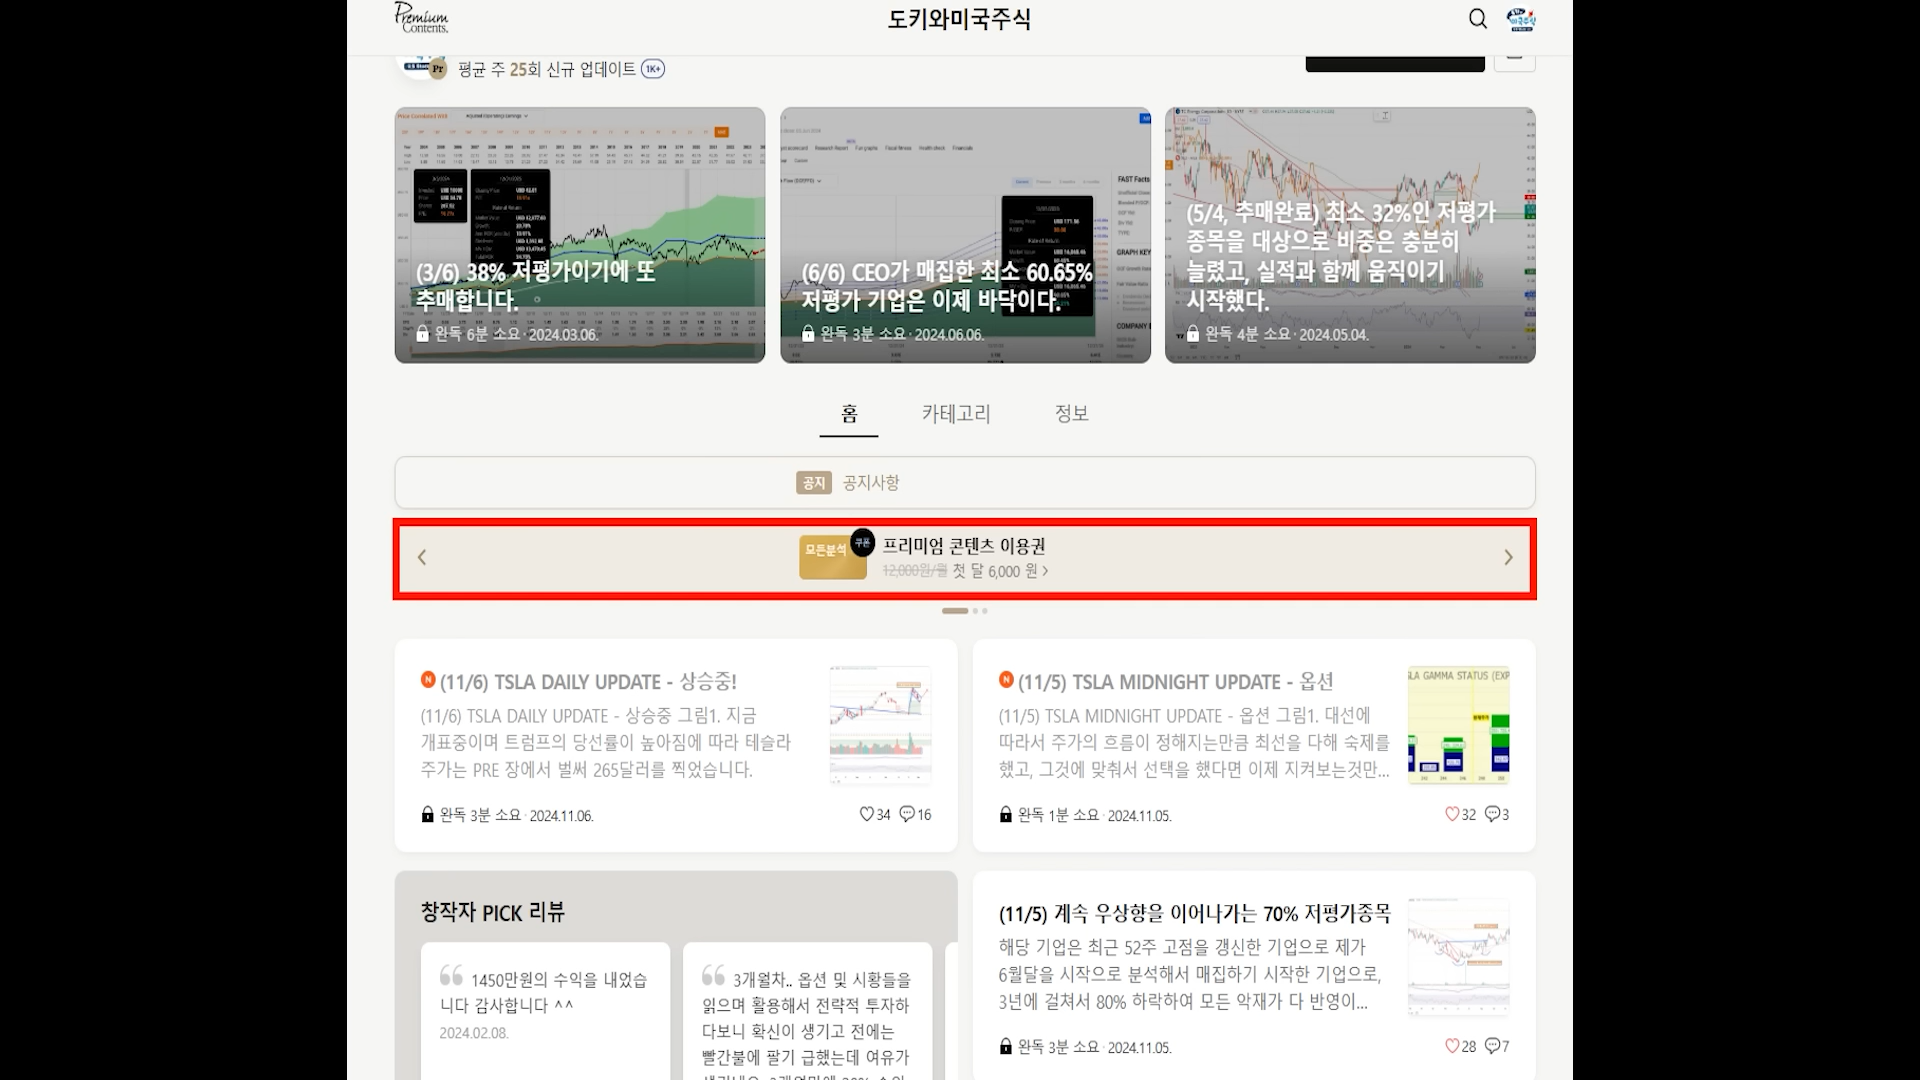 Premium
Contents.
도키와미국주식
Pr
평균 주 25회 신규 업데이트 1K+
(3/6) 38% 저평가이기에 또
추매합니다.
완독 6분 소요 · 2024.03.06.
(6/6) CEO가 매집한 최소 60.65%
저평가 기업은 이제 바닥이다.
완독 3분 소요 · 2024.06.06.
(5/4, 추매완료) 최소 32%인 저평가
종목을 대상으로 비중은 충분히
늘렸고, 실적과 함께 움직이기
시작했다.
완독 4분 소요 · 2024.05.04.
홈
카테고리
정보
공지 공지사항
모든분석
쿠폰
프리미엄 콘텐츠 이용권
12,000원/월 첫 달 6,000 원 >
N (11/6) TSLA DAILY UPDATE - 상승중!
(11/6) TSLA DAILY UPDATE - 상승중 그림1. 지금
개표중이며 트럼프의 당선률이 높아짐에 따라 테슬라
주가는 PRE 장에서 벌써 265달러를 찍었습니다.
완독 3분 소요 · 2024.11.06.
34 16
N (11/5) TSLA MIDNIGHT UPDATE - 옵션
(11/5) TSLA MIDNIGHT UPDATE - 옵션 그림1. 대선에
따라서 주가의 흐름이 정해지는만큼 최선을 다해 숙제를
했고, 그것에 맞춰서 선택을 했다면 이제 지켜보는것만...
완독 1분 소요 · 2024.11.05.
32 3
창작자 PICK 리뷰
1450만원의 수익을 내었습
니다 감사합니다 ^^
2024.02.08.
3개월차.. 옵션 및 시황들을
읽으며 활용해서 전략적 투자하
다보니 확신이 생기고 전에는
빨간불에 팔기 급했는데 여유가
(11/5) 계속 우상향을 이어나가는 70% 저평가종목
해당 기업은 최근 52주 고점을 갱신한 기업으로 제가
6월달을 시작으로 분석해서 매집하기 시작한 기업으로,
3년에 걸쳐서 80% 하락하여 모든 악재가 다 반영이...
완독 3분 소요 · 2024.11.05.
28 7